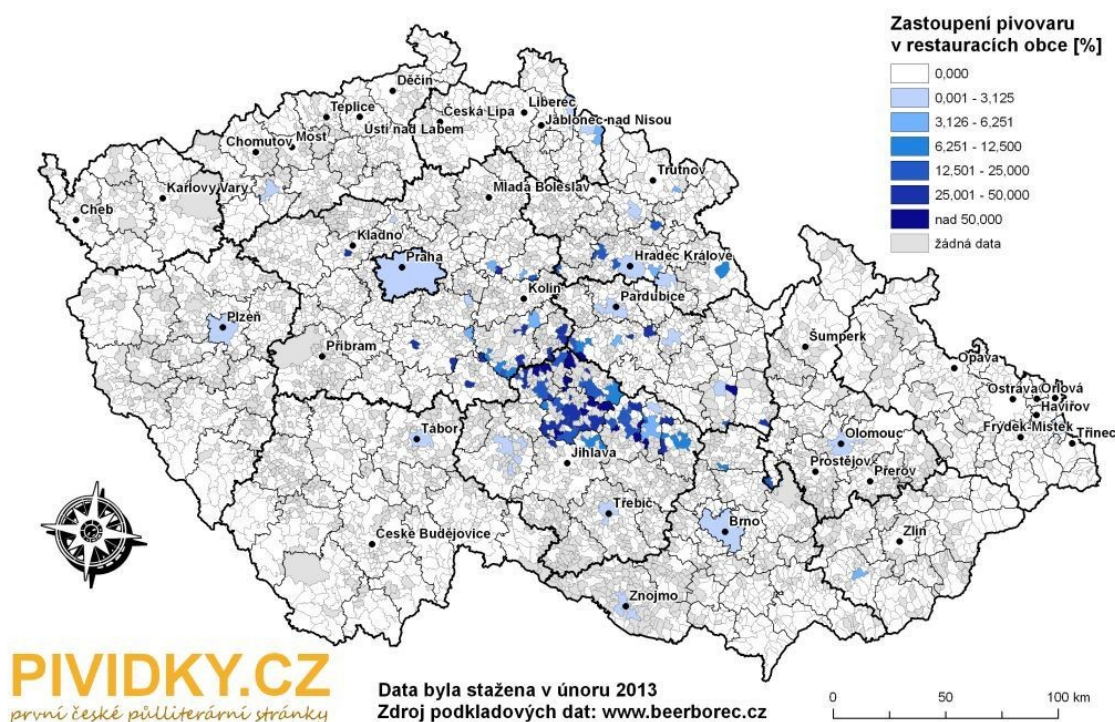 Zastoupení pivovaru
v restauracích obce [%]
0,000
0,001 - 3,125
3,126 - 6,251
6,251 - 12,500
12,501 - 25,000
25,001 - 50,000
nad 50,000
žádná data
Děčín
Teplice
Ústí nad Labem
Česká Lípa
Liberec
Jablonec nad Nisou
Chomutov
Most
Trutnov
Karlovy Vary
Cheb
Mladá Boleslav
Kladno
Praha
Hradec Králové
Kolín
Pardubice
Plzeň
Příbram
Šumperk
Opava
Ostrava
Orlová
Havířov
Frýdek-Místek
Třinec
Tábor
Olomouc
Jihlava
Prostějov
Přerov
Třebíč
Brno
Zlín
České Budějovice
Znojmo
PIVIDKY.CZ
první české půlliterární stránky
Data byla stažena v únoru 2013
Zdroj podkladových dat: www.beerborec.cz
0 50 100 km